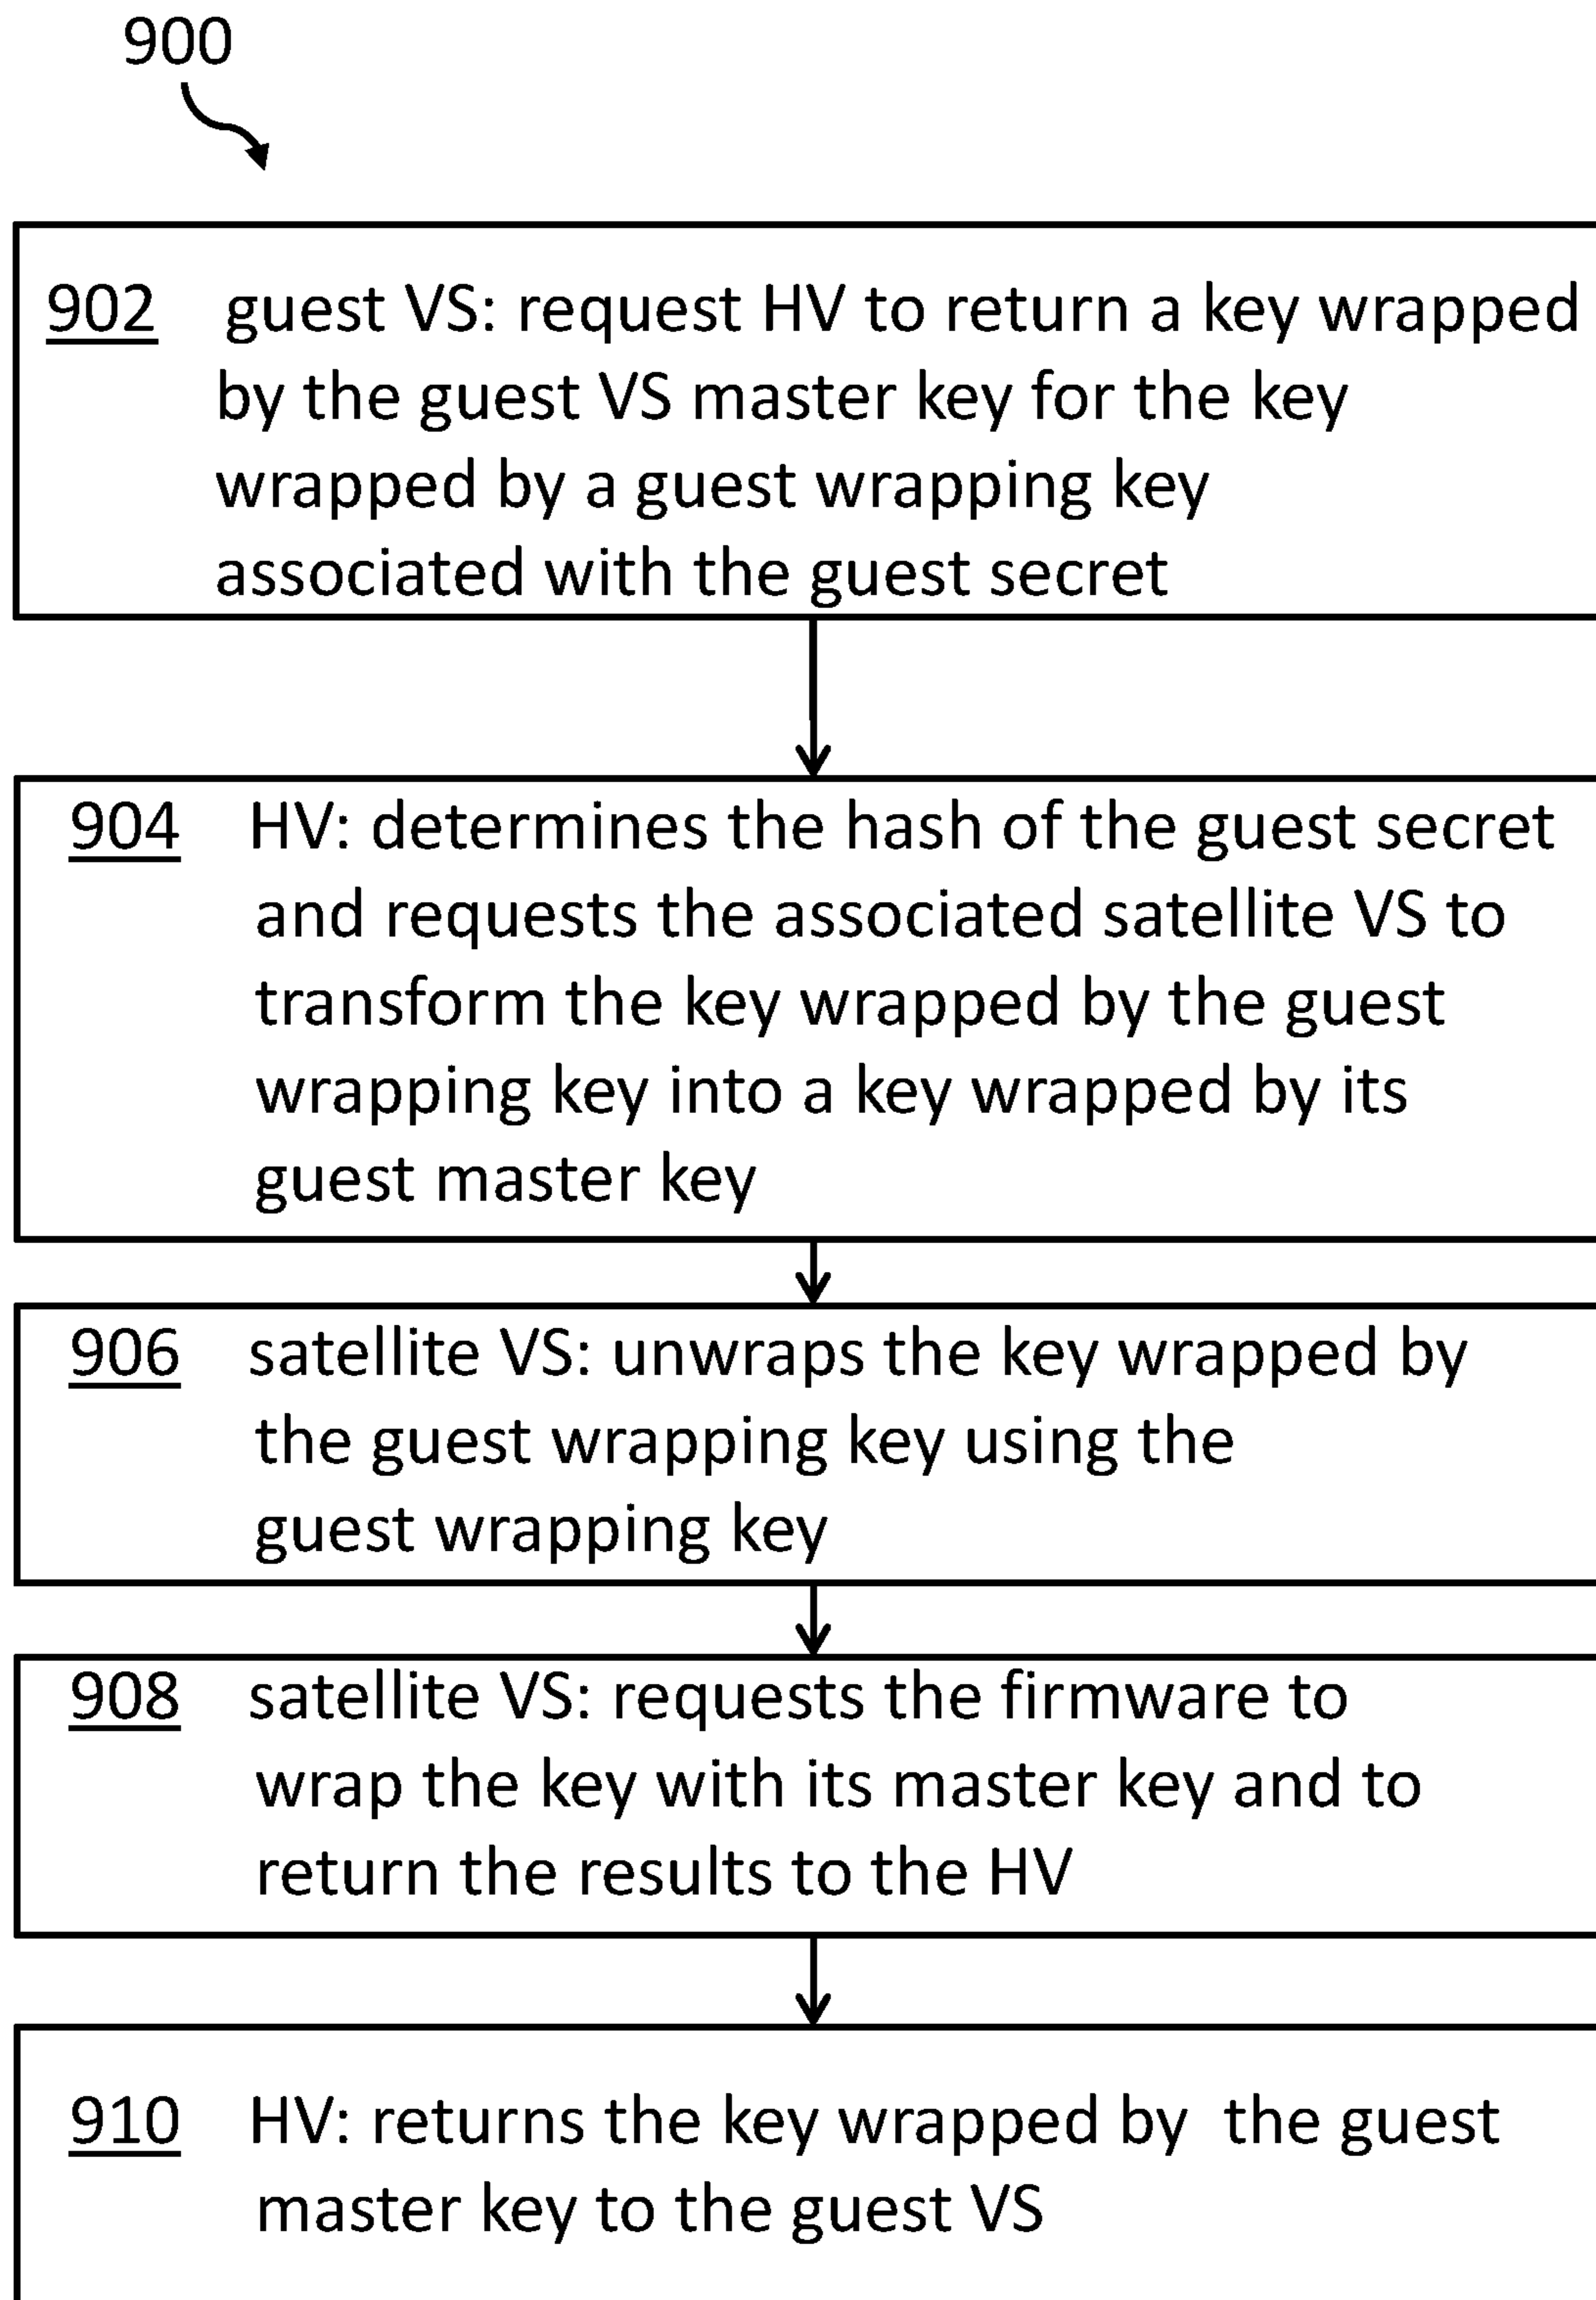 900
902 guest VS: request HV to return a key wrapped
by the guest VS master key for the key
wrapped by a guest wrapping key
associated with the guest secret
904 HV: determines the hash of the guest secret
and requests the associated satellite VS to
transform the key wrapped by the guest
wrapping key into a key wrapped by its
guest master key
906 satellite VS: unwraps the key wrapped by
the guest wrapping key using the
guest wrapping key
908 satellite VS: requests the firmware to
wrap the key with its master key and to
return the results to the HV
910 HV: returns the key wrapped by the guest
master key to the guest VS